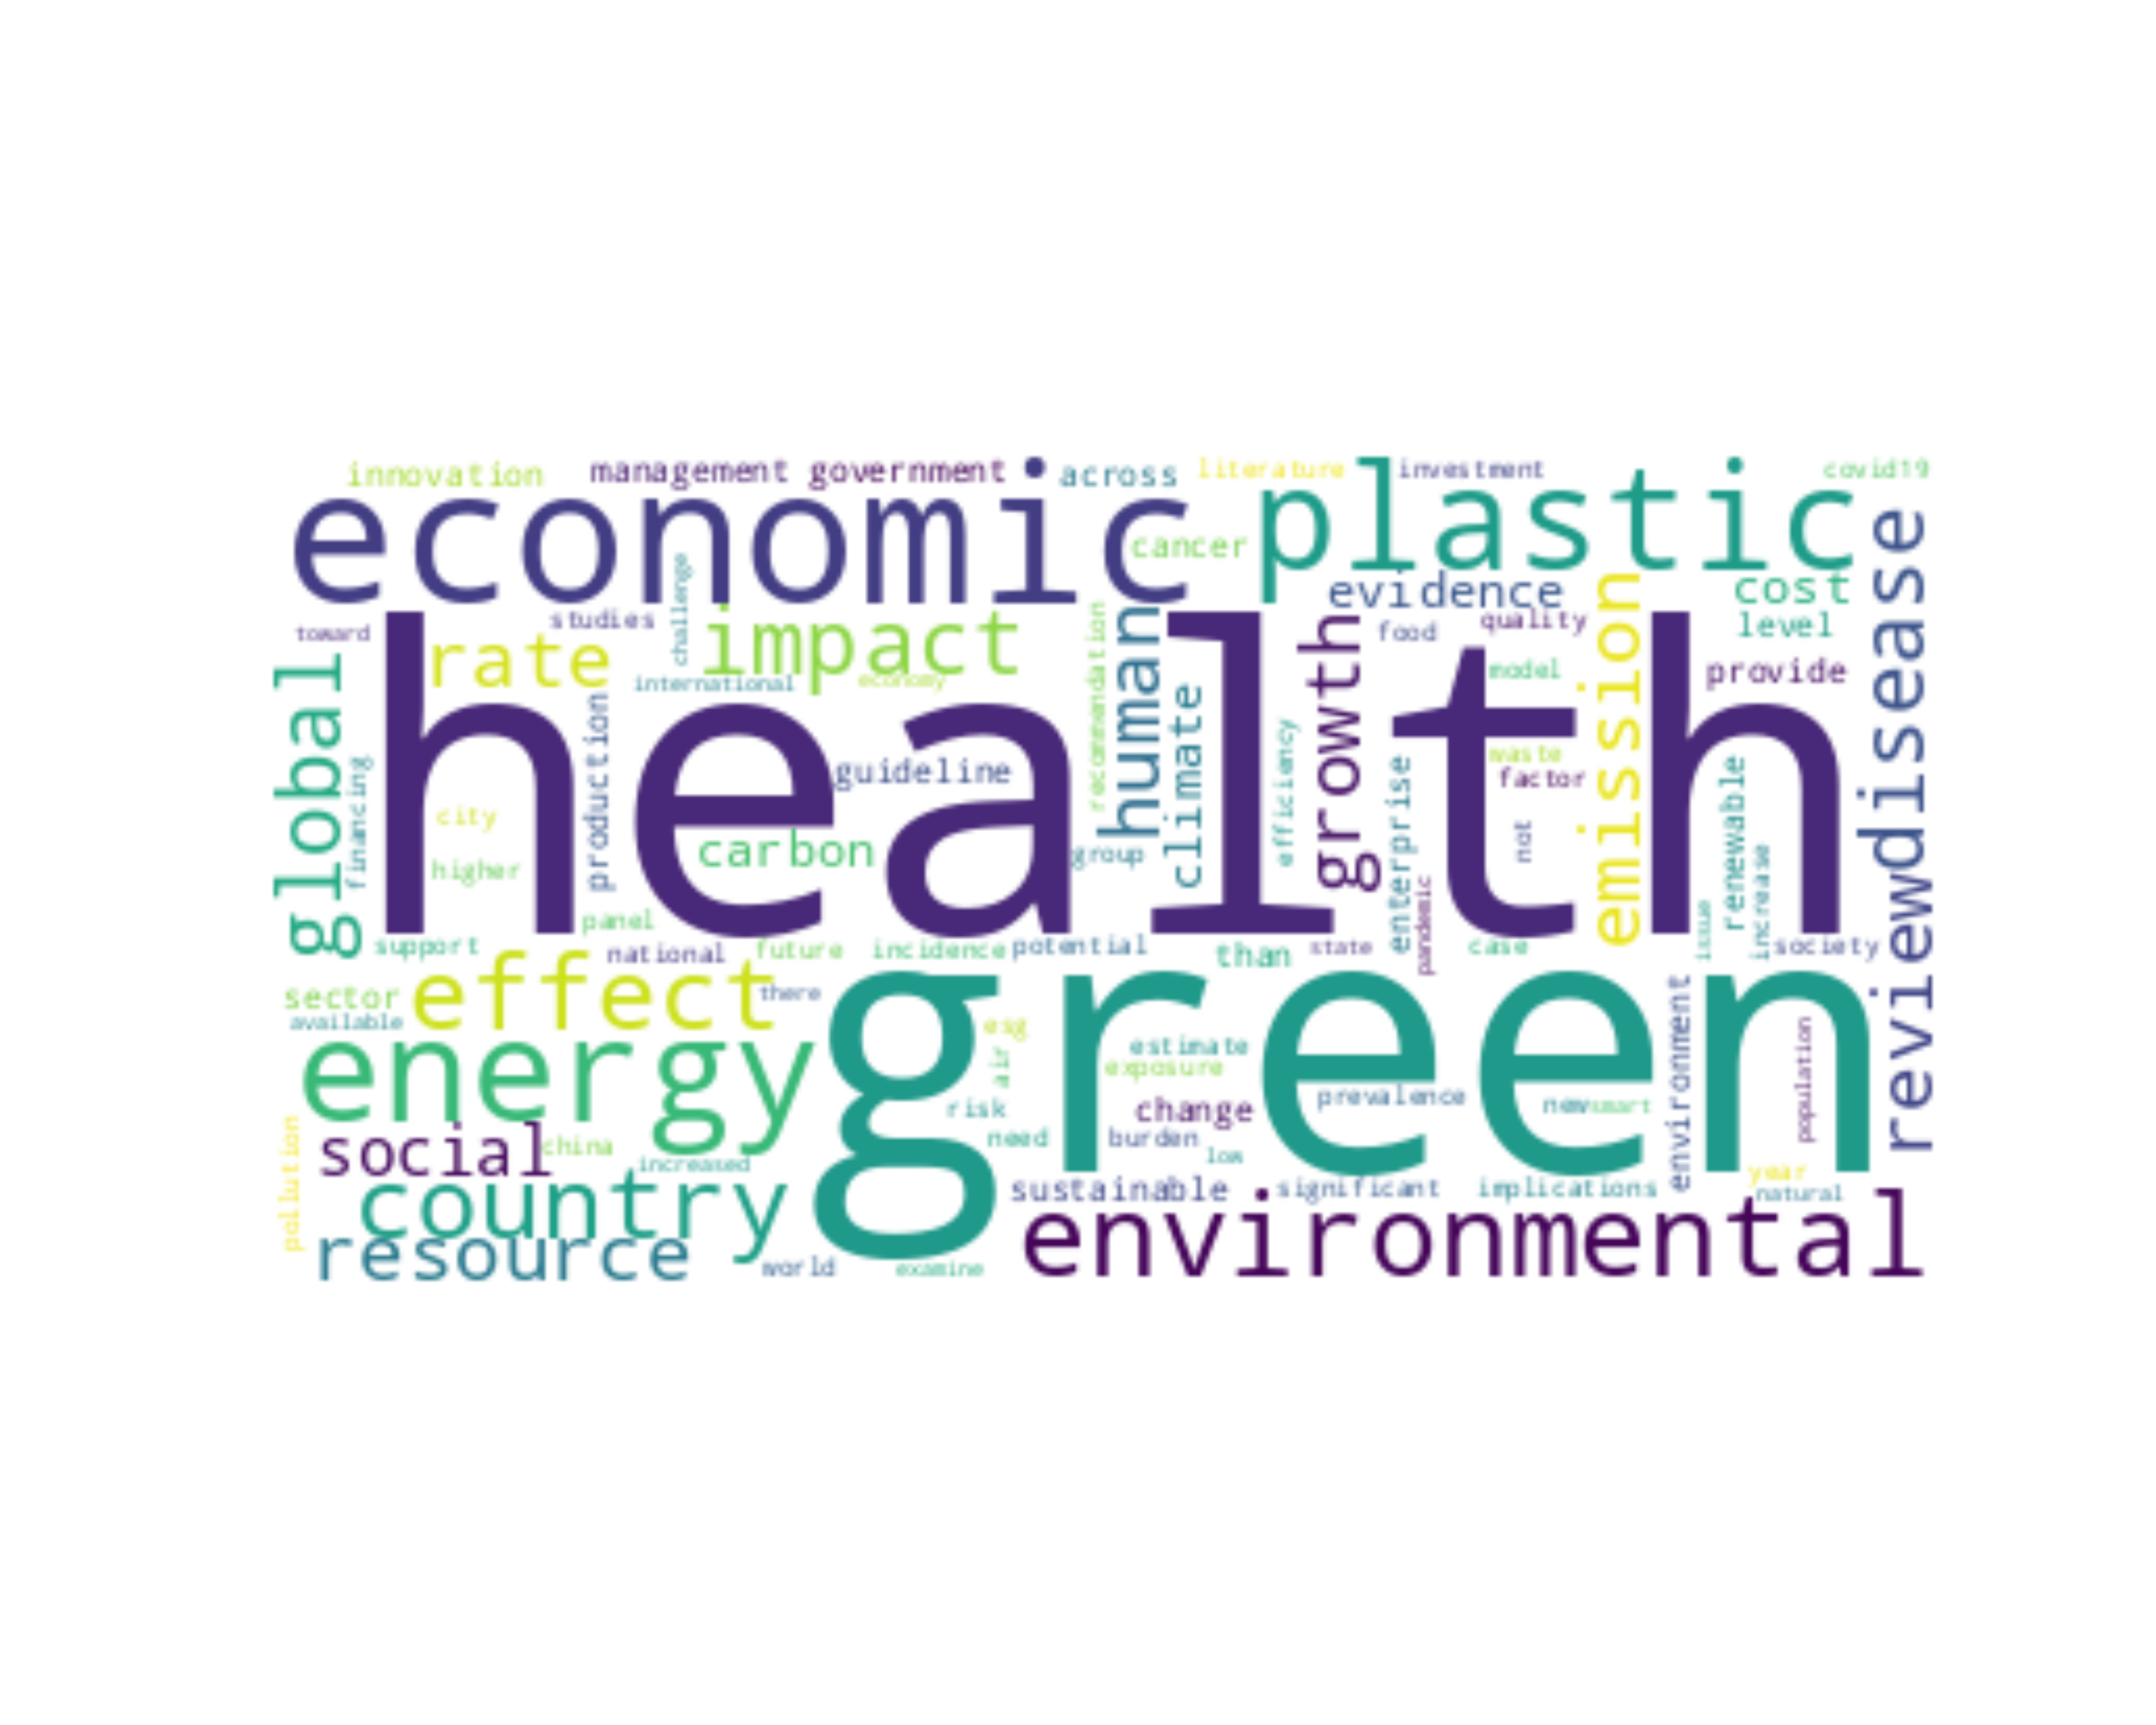 innovation management government across literature investment covid19
economic plastic
cancer
challenge
evidence cost
disease
toward studies rate impact
recommendation
human
growth
food quality
emission
level
international economy
model provide
global
production
climate
efficiency
waste
factor
guideline
financing
city
enterprise
renewable
health
not
carbon
group
higher
pandemic
increase
review
panel
issue
support national future incidence potential than state case society
effect
there
sector
available
esg
environment
population
energy
air
estimate
exposure
green
risk change prevalence new smart
pollution
social china need burden
increased low
country sustainable significant implications year
natural
resource world examine environmental